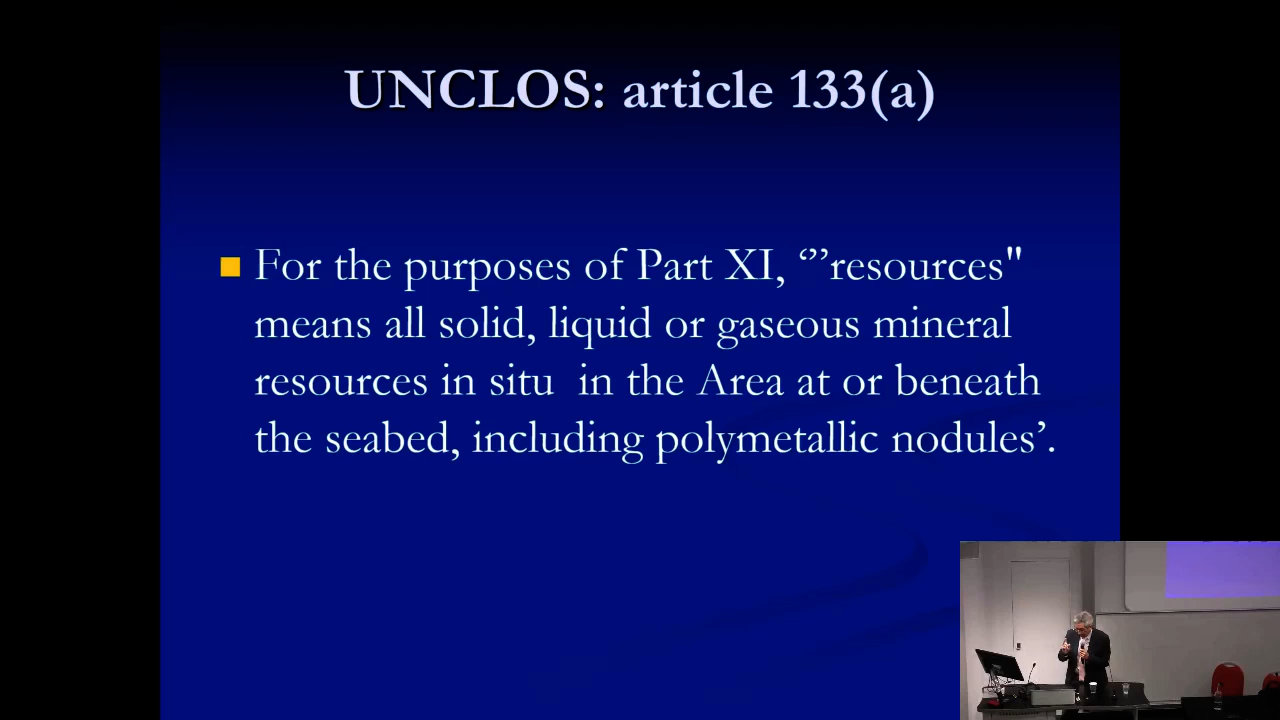 UNCLOS: article 133(a)
For the purposes of Part XI, “’resources"
means all solid, liquid or gaseous mineral
resources in situ  in the Area at or beneath
the seabed, including polymetallic nodules’.